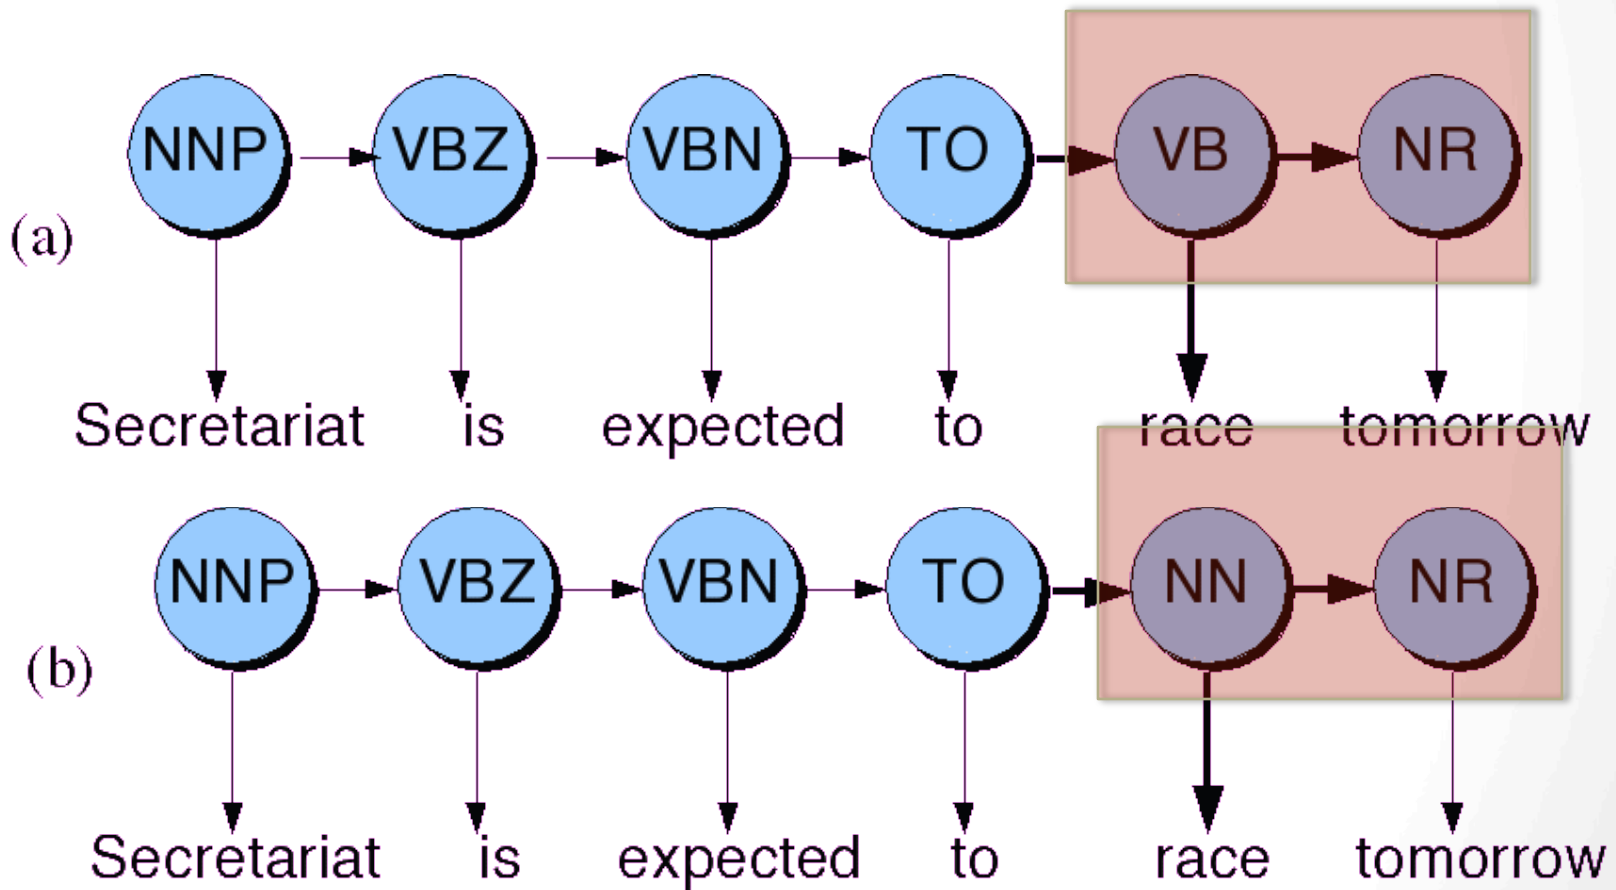 NNP VBZ VBN TO VB NR
(a)
Secretariat is expected to race tomorrow
NNP VBZ VBN TO NN NR
(b)
Secretariat is expected to race tomorrow